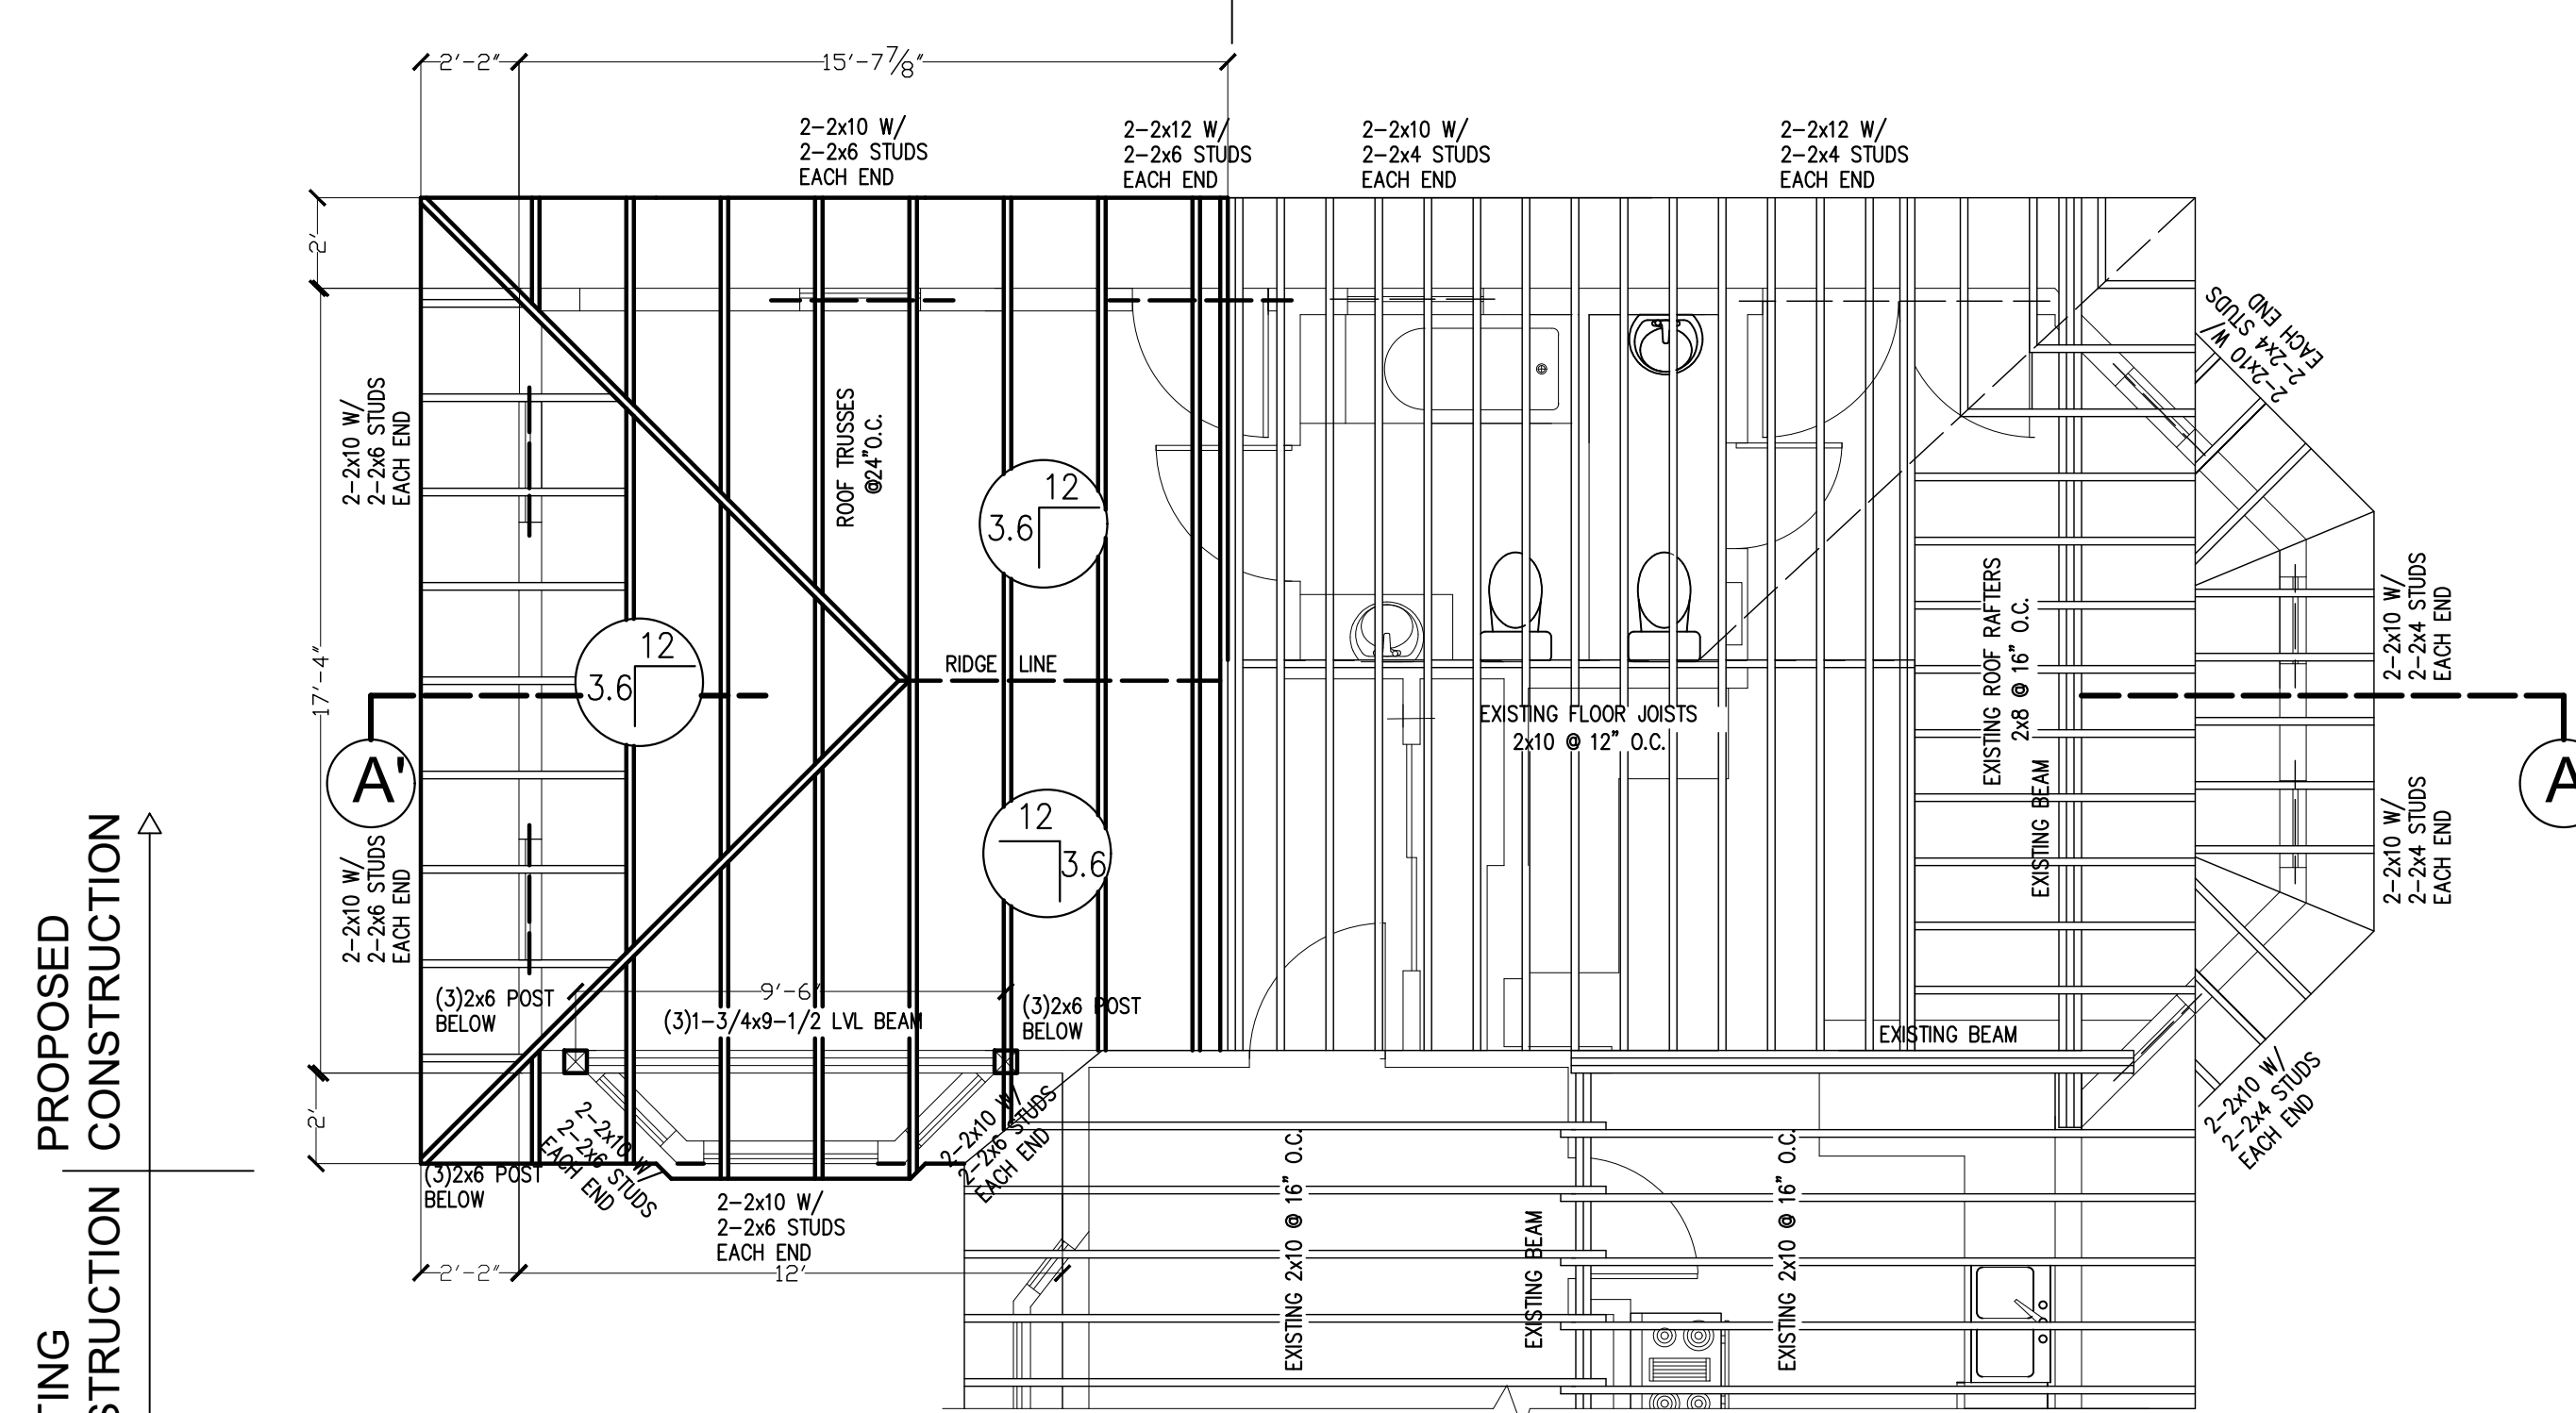 2'-2"
15'-7 7/8"
2-2x10 W/
2-2x6 STUDS
EACH END
2-2x12 W/
2-2x6 STUDS
EACH END
2-2x10 W/
2-2x4 STUDS
EACH END
2-2x12 W/
2-2x4 STUDS
EACH END
2'
17'-4"
2'
2-2x10 W/
2-2x6 STUDS
EACH END
ROOF TRUSSES
@24"O.C.
12
3.6
12
3.6
12
3.6
RIDGE LINE
A'
2-2x10 W/
2-2x6 STUDS
EACH END
(3)2x6 POST
BELOW
9'-6"
(3)1-3/4x9-1/2 LVL BEAM
(3)2x6 POST
BELOW
(3)2x6 POST
BELOW
2-2x10 W/
2-2x6 STUDS
EACH END
2-2x10 W/
2-2x6 STUDS
EACH END
2-2x10 W/
2-2x6 STUDS
EACH END
2'-2"
12'
EXISTING FLOOR JOISTS
2x10 @ 12" O.C.
EXISTING ROOF RAFTERS
2x8 @ 16" O.C.
EXISTING BEAM
EXISTING BEAM
2-2x10 W/
2-2x4 STUDS
EACH END
2-2x10 W/
2-2x4 STUDS
EACH END
2-2x10 W/
2-2x4 STUDS
EACH END
2-2x10 W/
2-2x4 STUDS
EACH END
A
EXISTING 2x10 @ 16" O.C.
EXISTING BEAM
EXISTING 2x10 @ 16" O.C.
PROPOSED
CONSTRUCTION
TING
STRUCTION